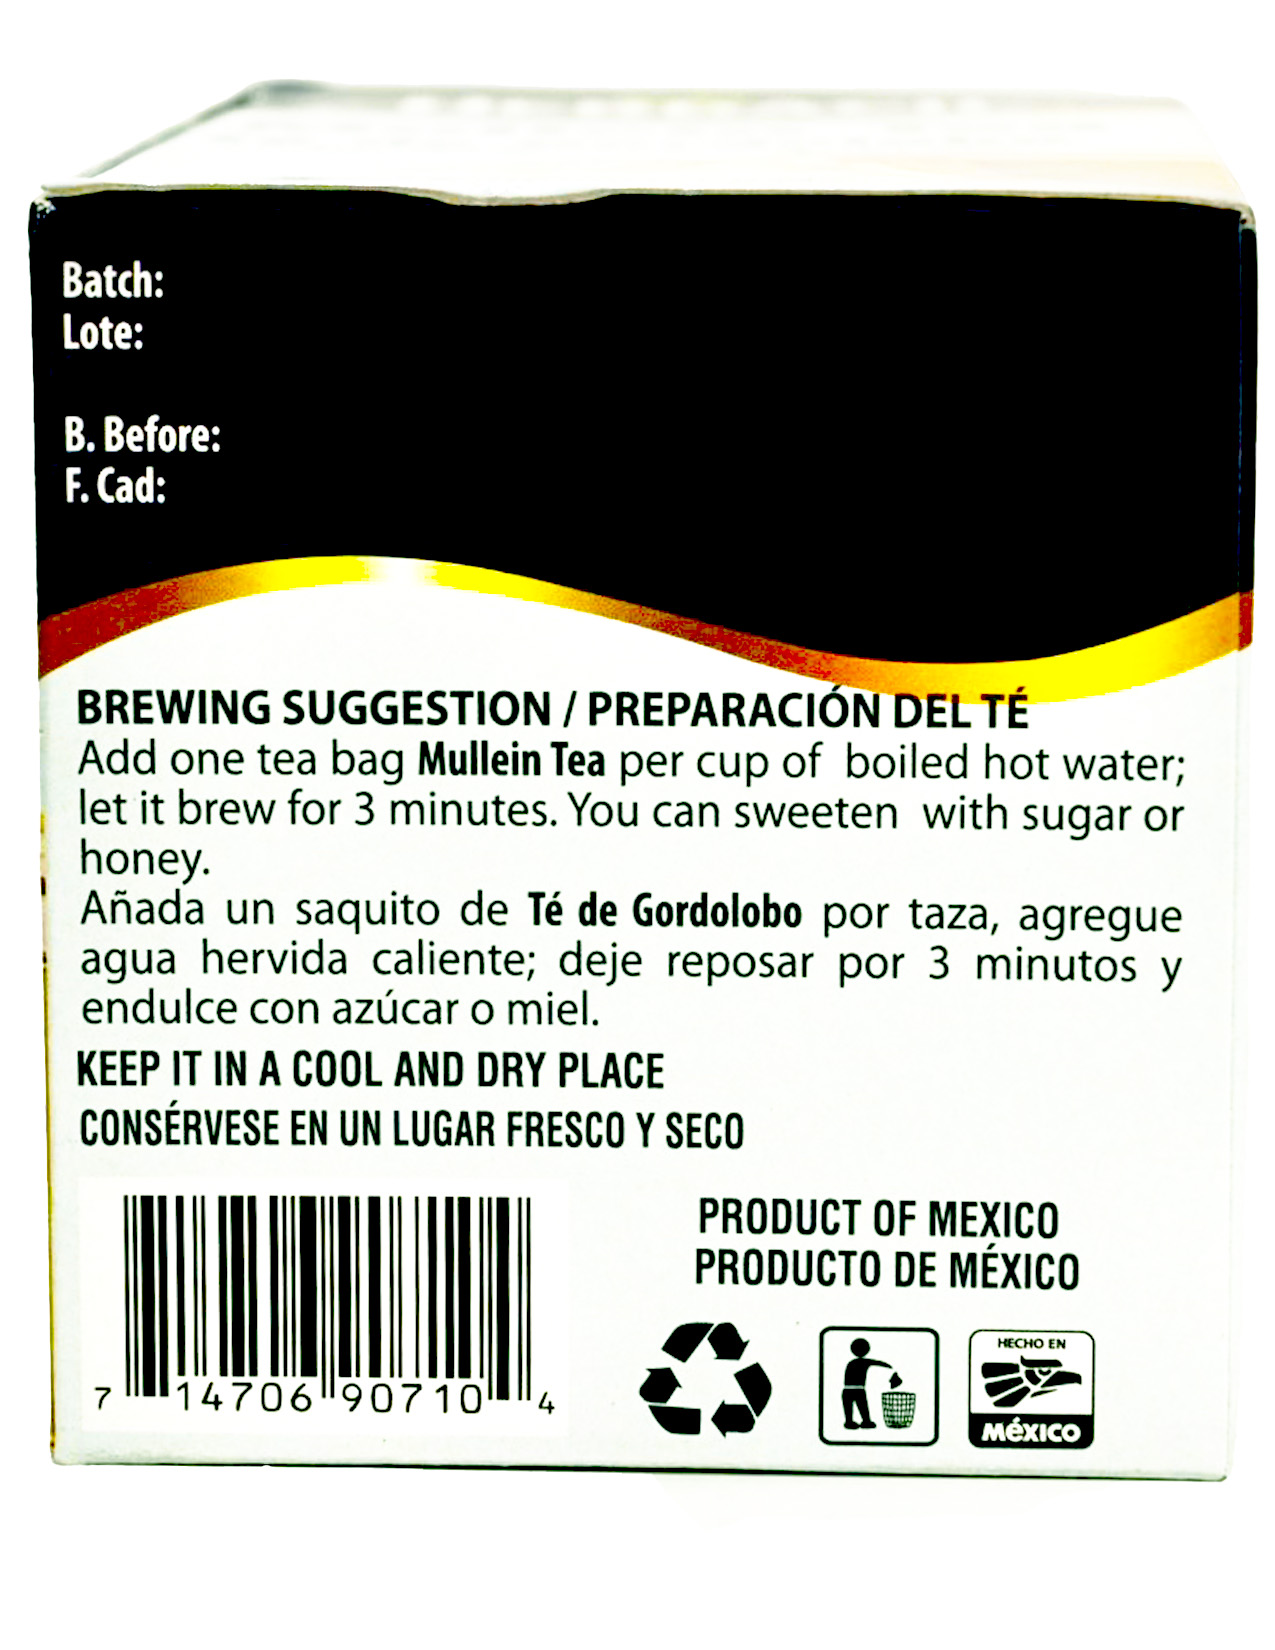 Batch:
Lote:
B. Before:
F. Cad:
BREWING SUGGESTION / PREPARACIÓN DEL TÉ
Add one tea bag Mullein Tea per cup of boiled hot water;
let it brew for 3 minutes. You can sweeten with sugar or
honey.
Añada un saquito de Té de Gordolobo por taza, agregue
agua hervida caliente; deje reposar por 3 minutos y
endulce con azúcar o miel.
KEEP IT IN A COOL AND DRY PLACE
CONSÉRVESE EN UN LUGAR FRESCO Y SECO
PRODUCT OF MEXICO
PRODUCTO DE MÉXICO
HECHO EN
MéXICO
7 14706 90710 4